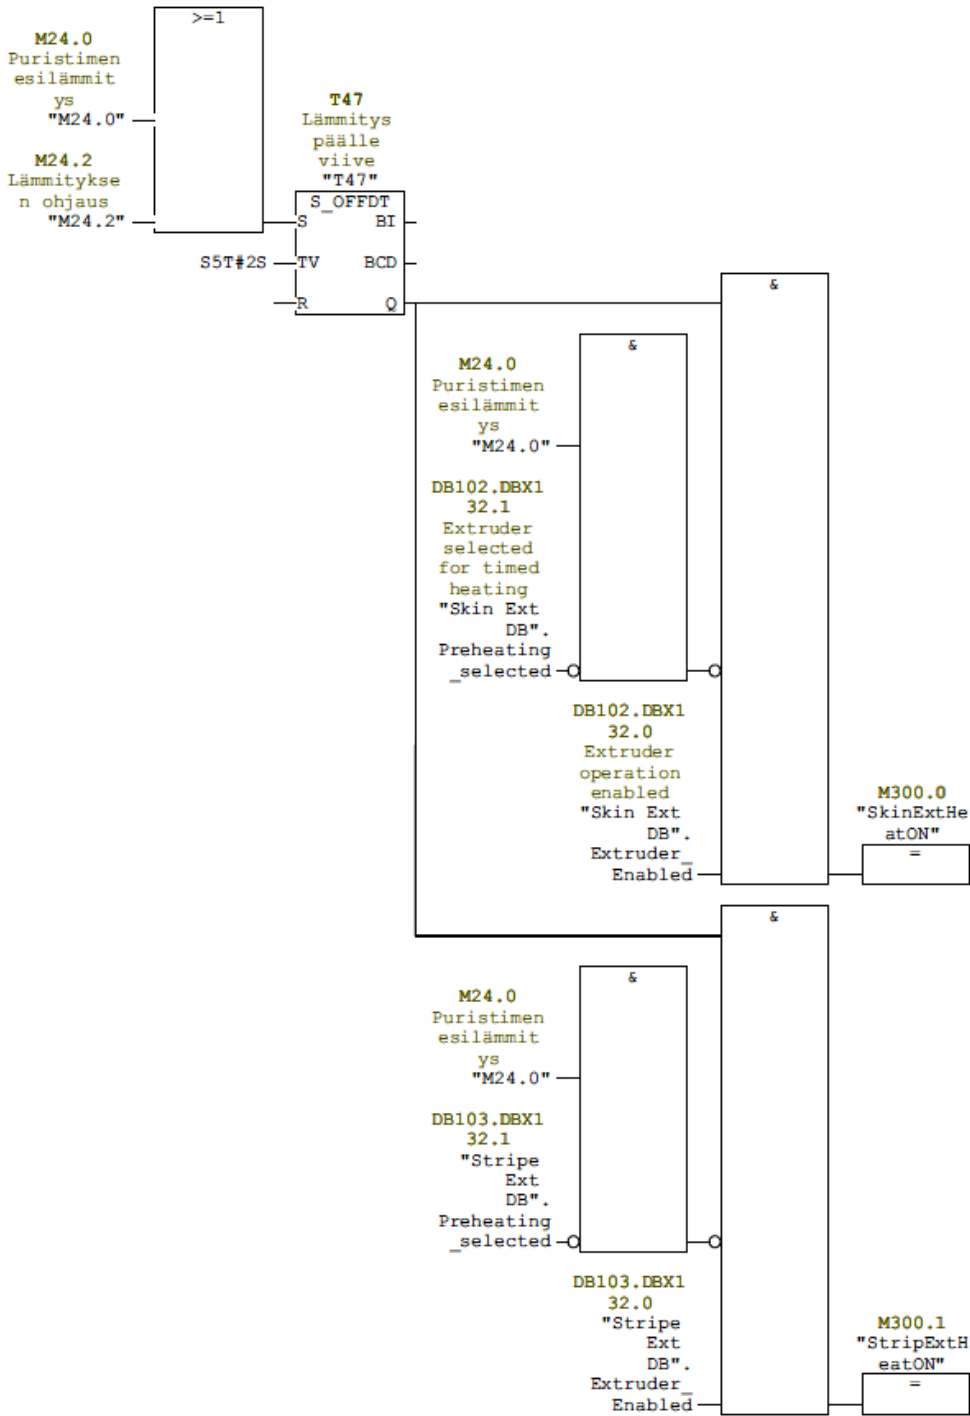 >=1
M24.0
Puristimen
esilämmit
ys
"M24.0"
M24.2
Lämmitykse
n ohjaus
"M24.2"
T47
Lämmitys
päälle
viive
"T47"
S_OFFDT
S BI
S5T#2S TV BCD
R Q
&
&
M24.0
Puristimen
esilämmit
ys
"M24.0"
DB102.DBX1
32.1
Extruder
selected
for timed
heating
"Skin Ext
DB".
Preheating
_selected
DB102.DBX1
32.0
Extruder
operation
enabled
"Skin Ext
DB".
Extruder_
Enabled
M300.0
"SkinExtHe
atON"
=
&
&
M24.0
Puristimen
esilämmit
ys
"M24.0"
DB103.DBX1
32.1
"Stripe
Ext
DB".
Preheating
_selected
DB103.DBX1
32.0
"Stripe
Ext
DB".
Extruder_
Enabled
M300.1
"StripExtH
eatON"
=